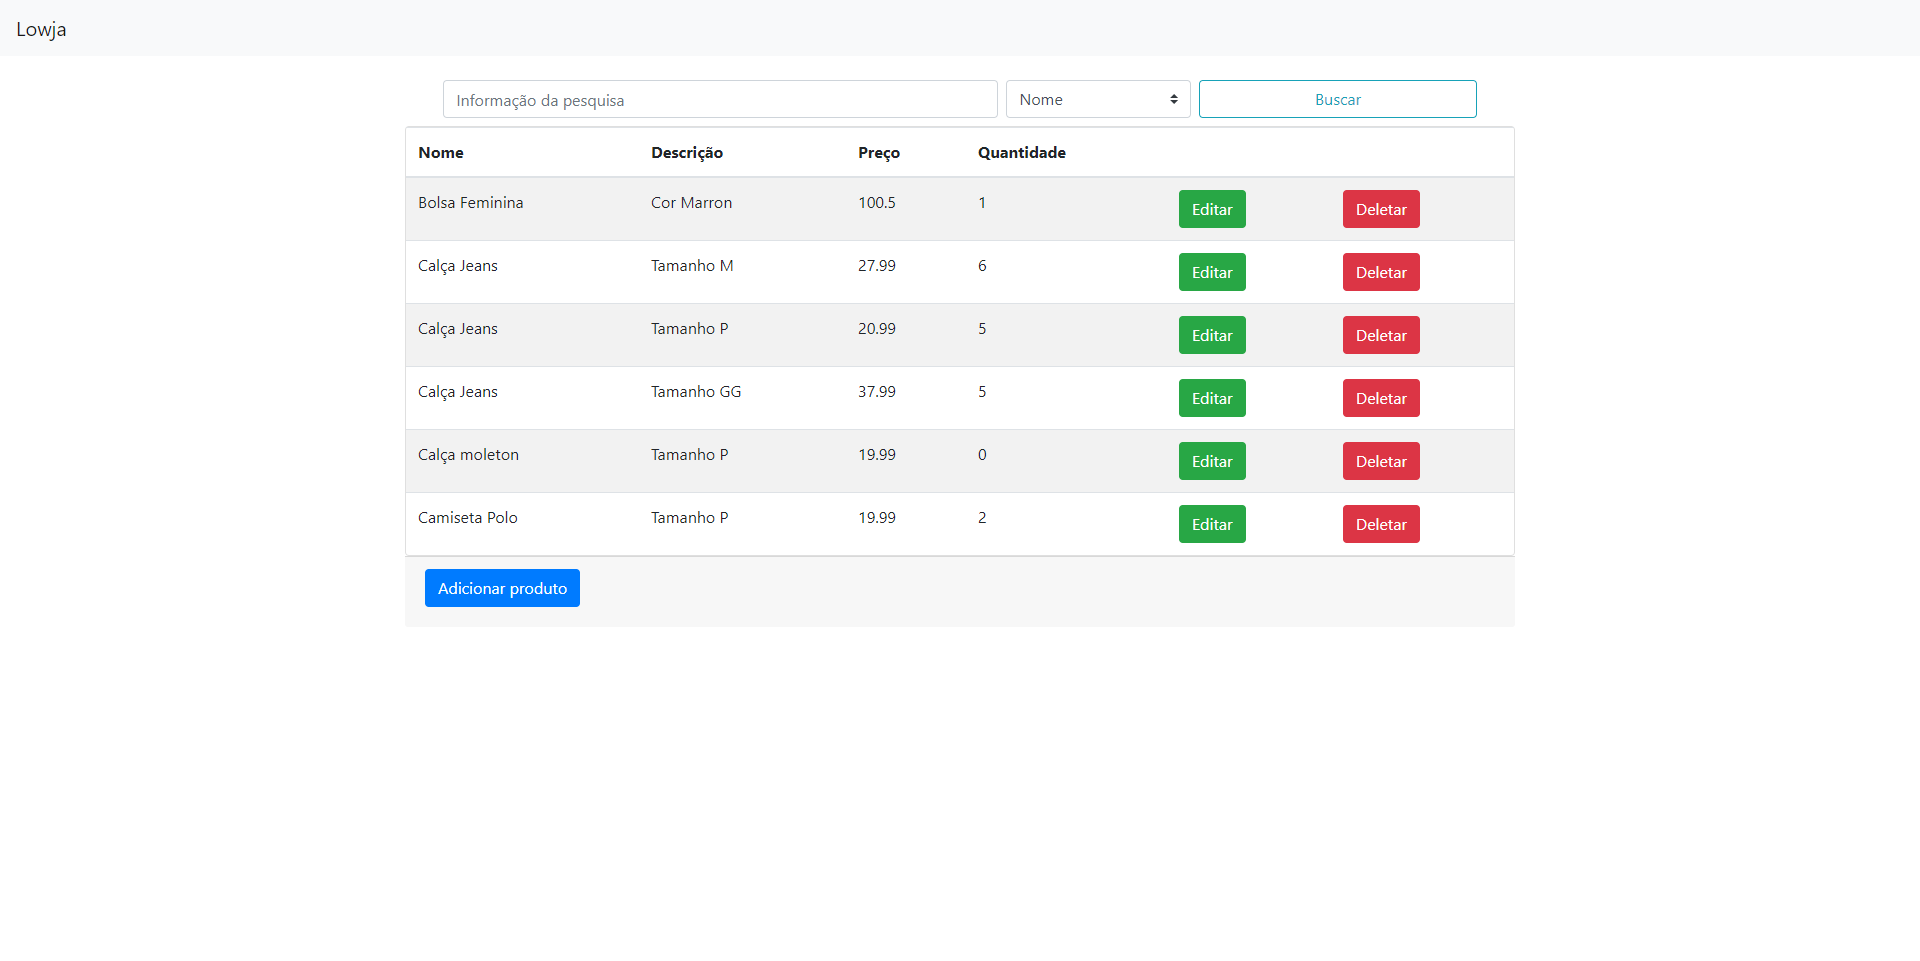 Lowja
Informação da pesquisa Nome Buscar
Nome Descrição Preço Quantidade
Bolsa Feminina Cor Marron 100.5 1 Editar Deletar
Calça Jeans Tamanho M 27.99 6 Editar Deletar
Calça Jeans Tamanho P 20.99 5 Editar Deletar
Calça Jeans Tamanho GG 37.99 5 Editar Deletar
Calça moleton Tamanho P 19.99 0 Editar Deletar
Camiseta Polo Tamanho P 19.99 2 Editar Deletar
Adicionar produto